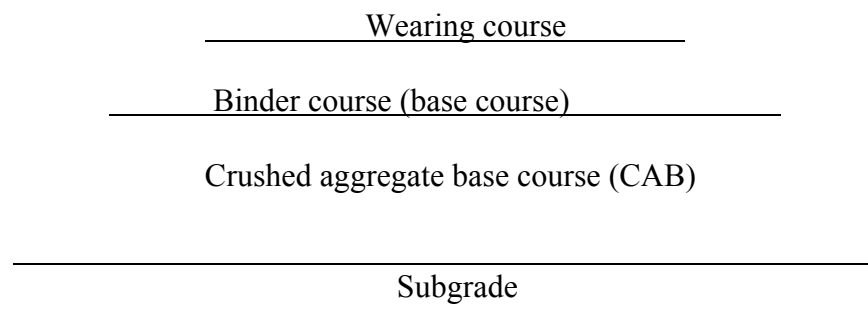 Wearing course
Binder course (base course)
Crushed aggregate base course (CAB)
Subgrade